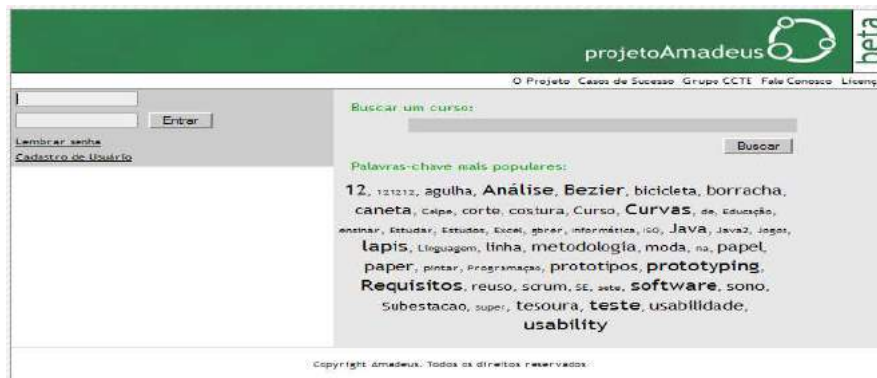 projetoAmadeus
beta
O Projeto Casos de Sucesso Grupo CCTE Fale Conosco Licenç
Entrar
Lembrar senha
Cadastro de Usuário
Buscar um curso:
Buscar
Palavras-chave mais populares:
12, 121212, agulha, Análise, Bezier, bicicleta, borracha,
caneta, corte, costura, Curso, Curvas, de, Educação,
ensinar, Estudar, Estudos, Excel, informática, ISO, Java, Java2, Jogos,
lapis, Linguagem, linha, metodologia, moda, na, papel,
paper, pintar, Programaçao, prototipos, prototyping,
Requisitos, reuso, scrum, SE, sete, software, sono,
Subestacao, super, tesoura, teste, usabilidade,
usability
Copyright Amadeus. Todos os direitos reservados